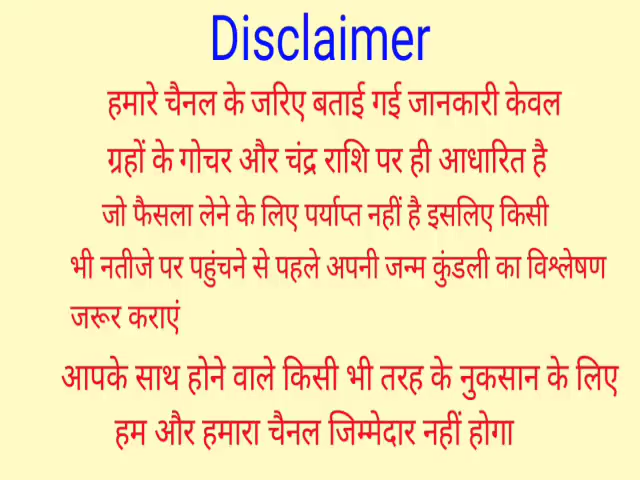 Disclaimer
हमारे चैनल के जरिए बताई गई जानकारी केवल
ग्रहों के गोचर और चंद्र राशि पर ही आधारित है
जो फैसला लेने के लिए पर्याप्त नहीं है इसलिए किसी
भी नतीजे पर पहुंचने से पहले अपनी जन्म कुंडली का विश्लेषण
जरूर कराएं
आपके साथ होने वाले किसी भी तरह के नुकसान के लिए
हम और हमारा चैनल जिम्मेदार नहीं होगा